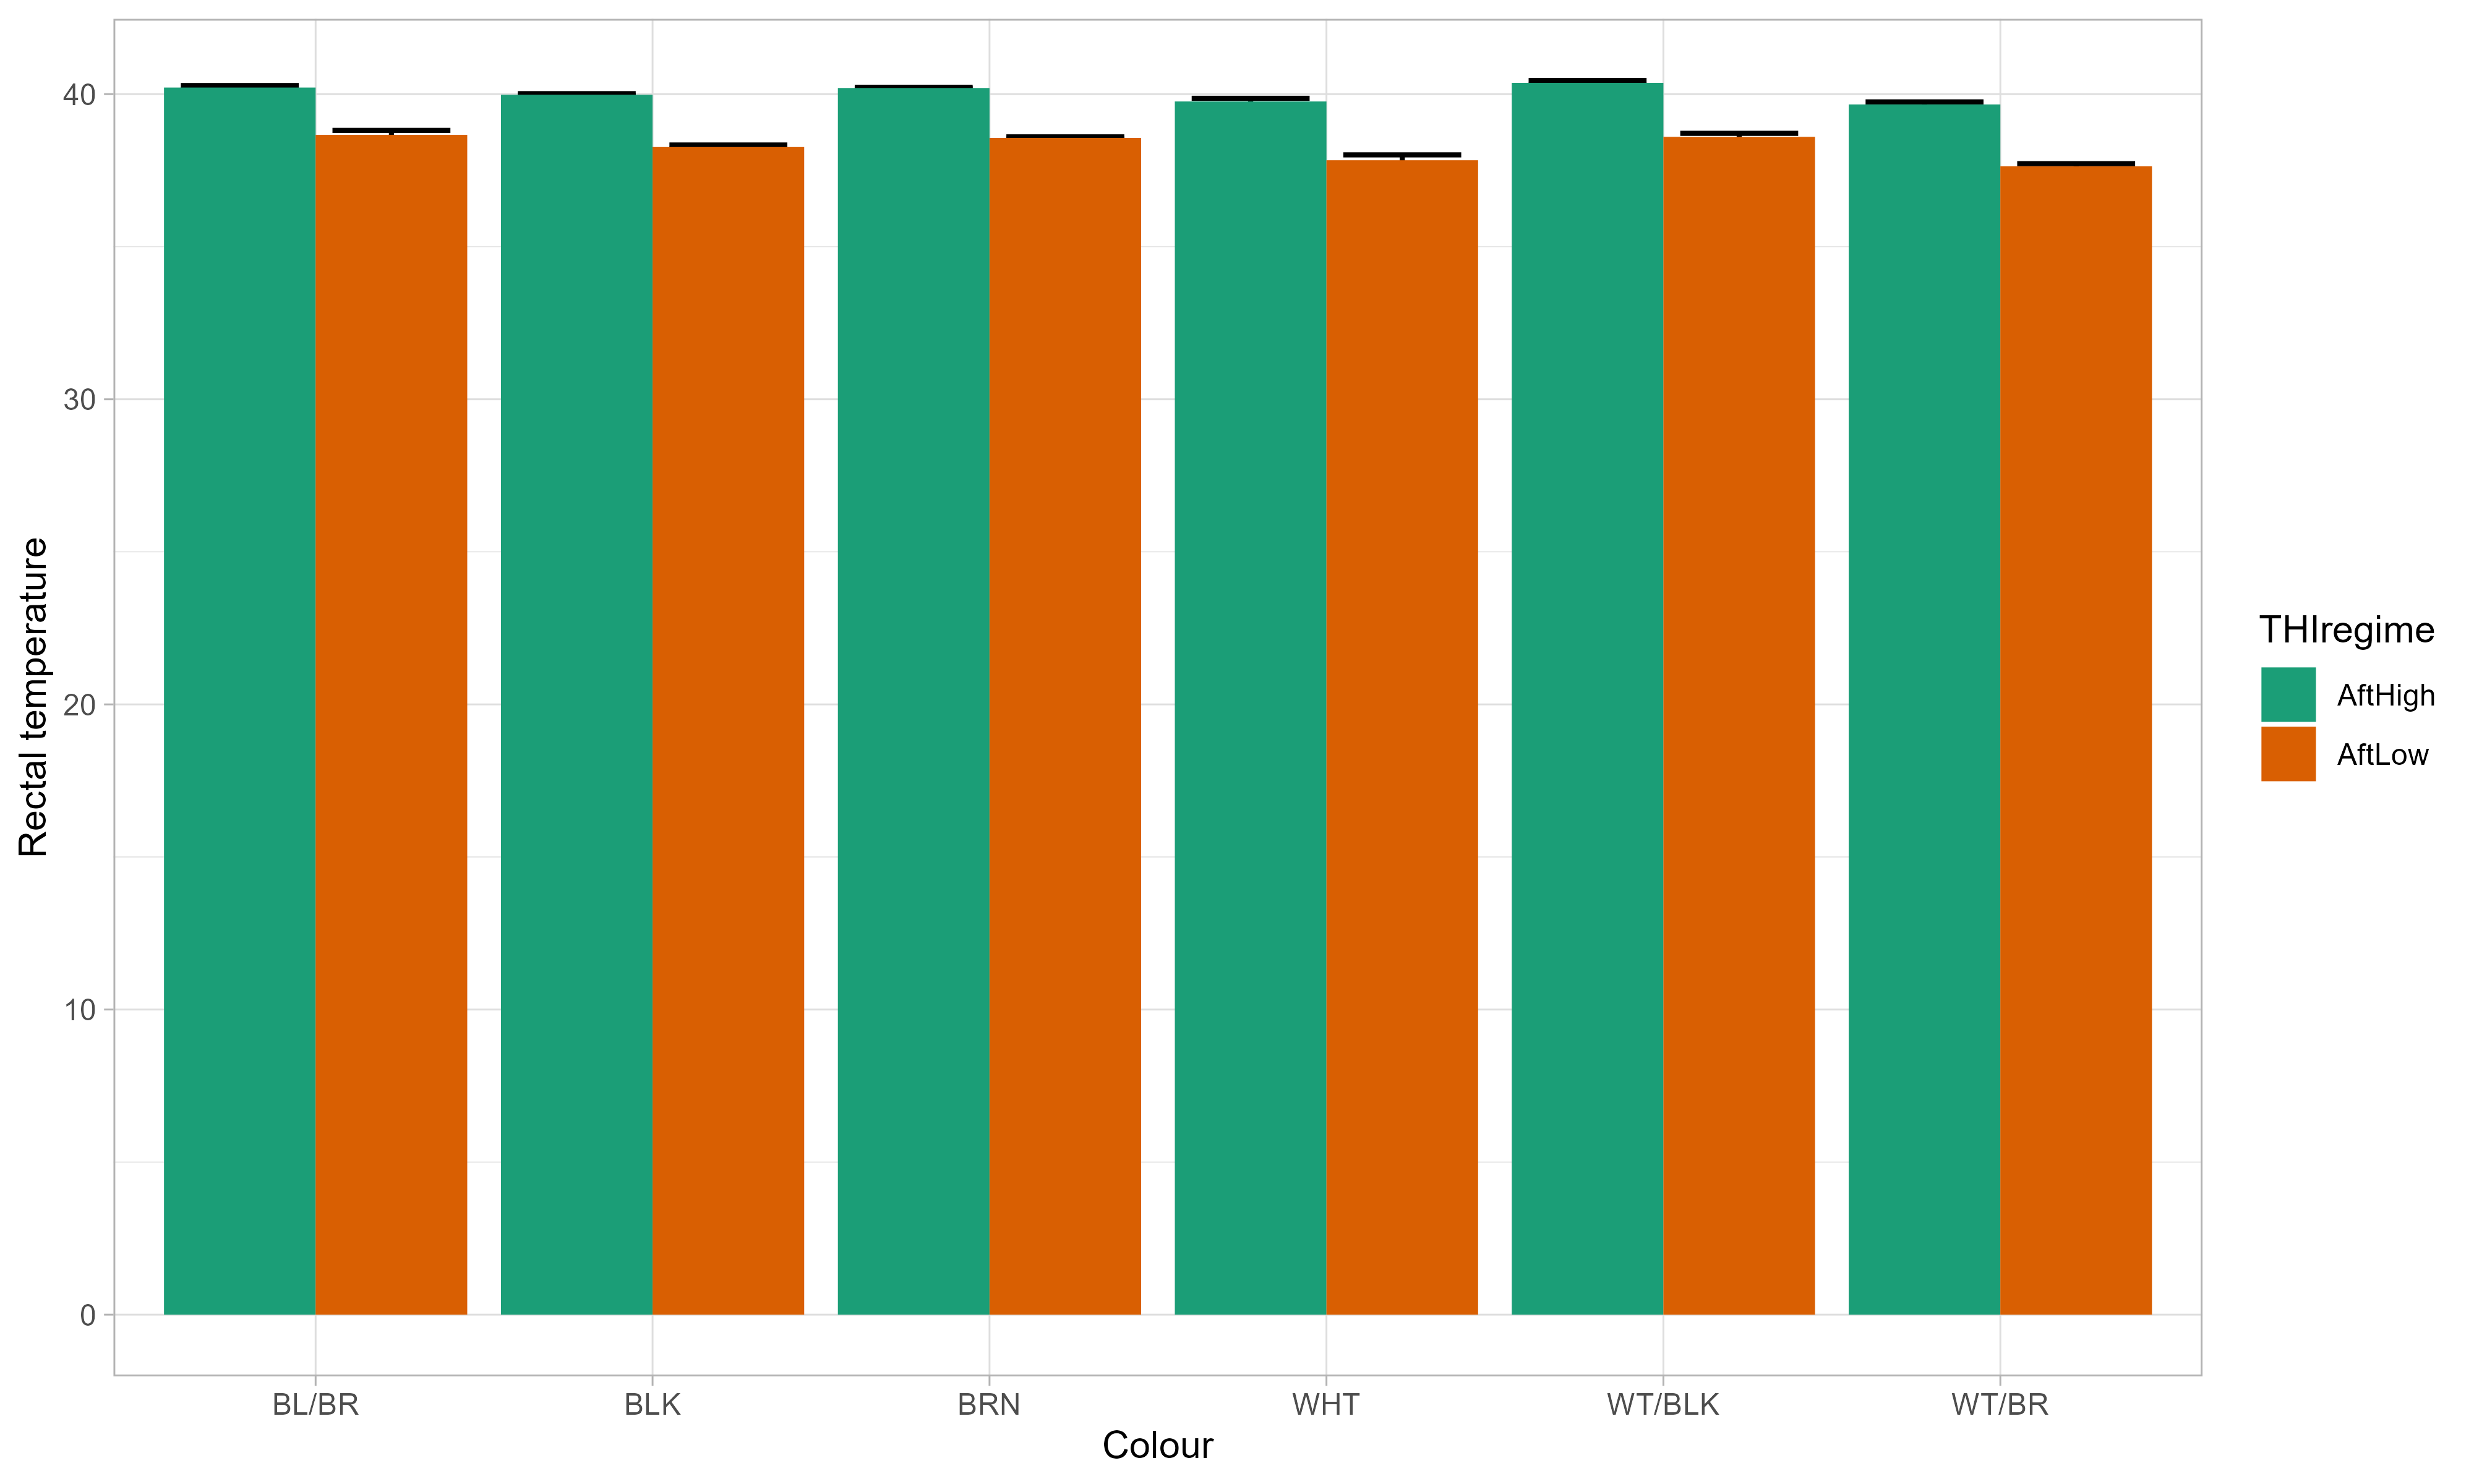 40
30
20
10
0
Rectal temperature
BL/BR BLK BRN WHT WT/BLK WT/BR
Colour
THIregime
AftHigh
AftLow